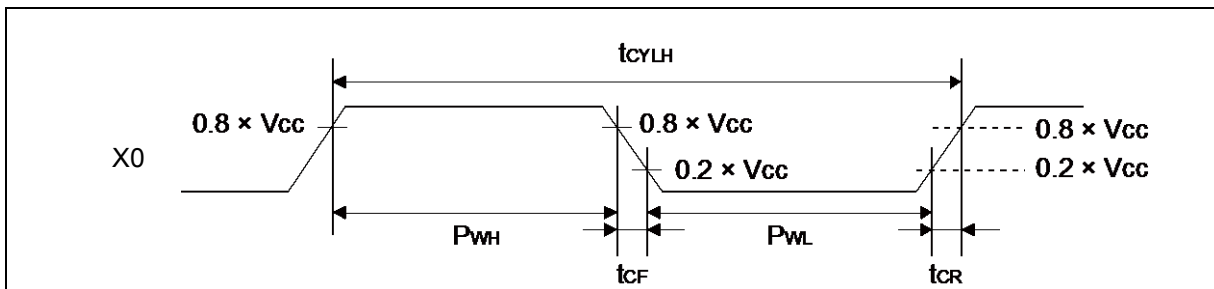 tCYLH
0.8 × Vcc
0.8 × Vcc
0.8 × Vcc
X0
0.2 × Vcc
0.2 × Vcc
PWH
PWL
tCF
tCR